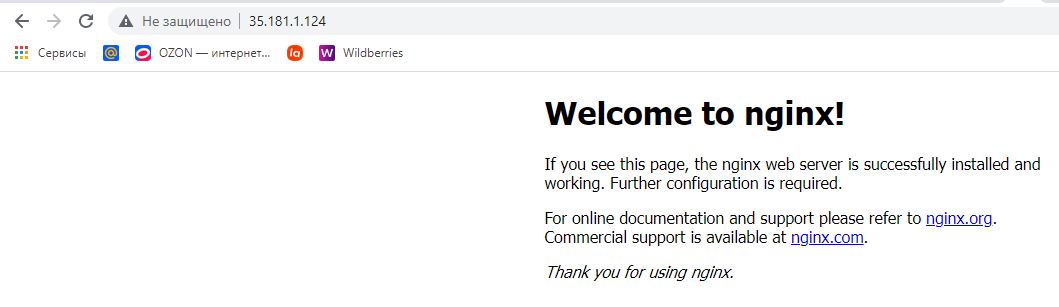 Не защищено 35.181.1.124
Сервисы @ OZON — интернет... la W Wildberries
Welcome to nginx!
If you see this page, the nginx web server is successfully installed and
working. Further configuration is required.
For online documentation and support please refer to nginx.org.
Commercial support is available at nginx.com.
Thank you for using nginx.